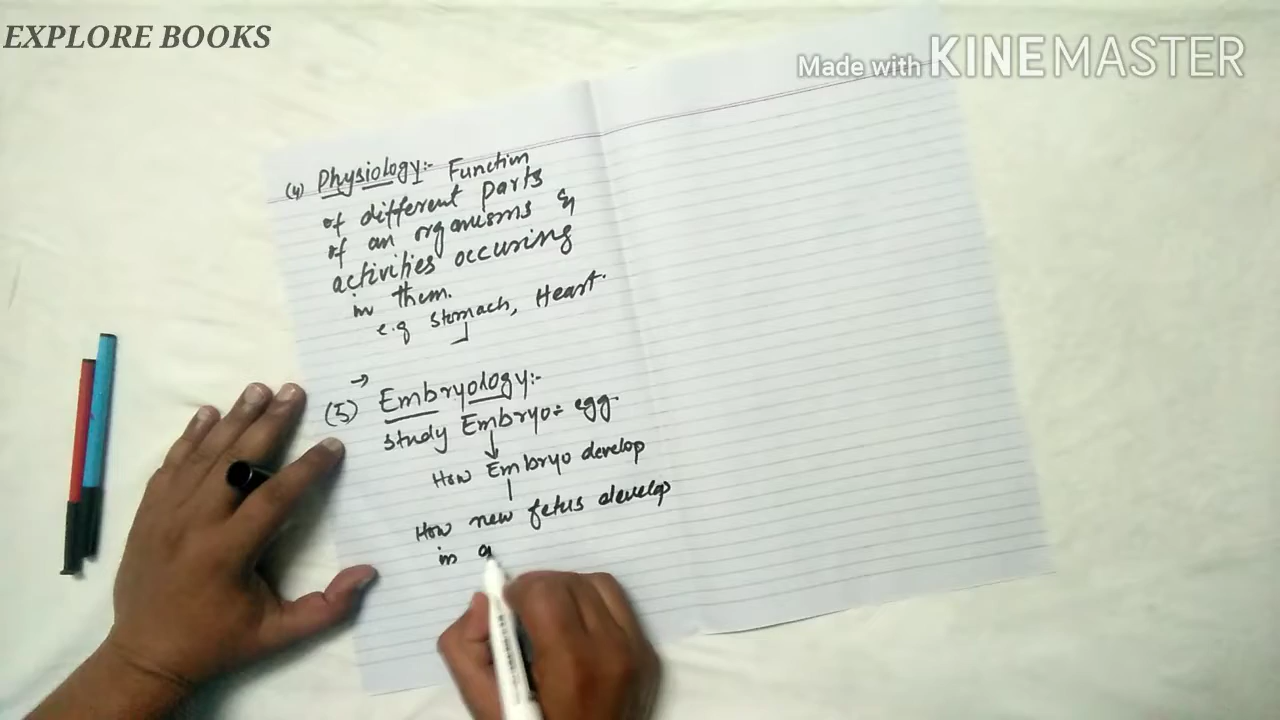 EXPLORE BOOKS
Made with KINEMASTER
(4) Physiology:- Function
of different parts
of an organisms &
activities occuring
in them.
e.g stomach, Heart.
→
(5) Embryology:-
study Embryo= egg.
How Embryo develop
How new fetus develop
in a